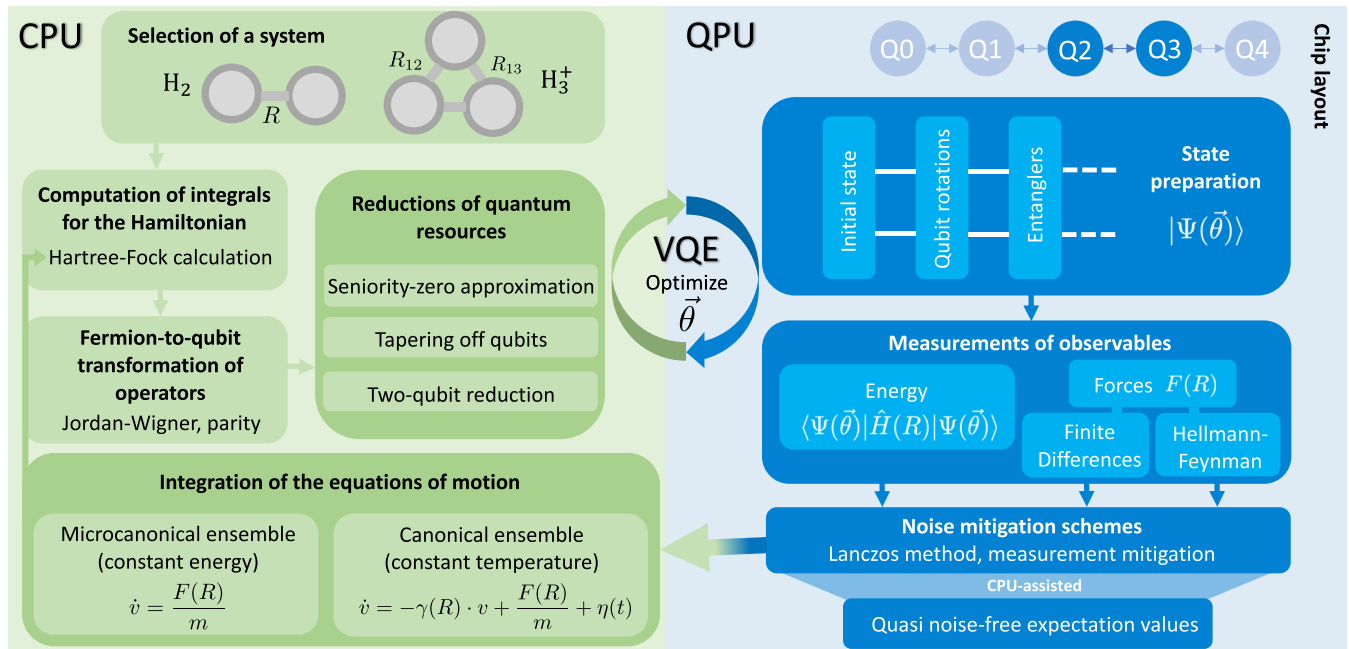 CPU
Selection of a system
H₂
R
R₁₂
R₁₃
H₃⁺
Computation of integrals
for the Hamiltonian
Hartree-Fock calculation
Fermion-to-qubit
transformation of
operators
Jordan-Wigner, parity
Reductions of quantum
resources
Seniority-zero approximation
Tapering off qubits
Two-qubit reduction
Integration of the equations of motion
Microcanonical ensemble
(constant energy)
v̇ = F(R)/m
Canonical ensemble
(constant temperature)
v̇ = −γ(R) · v + F(R)/m + η(t)
VQE
Optimize
θ⃗
QPU
Q0
Q1
Q2
Q3
Q4
Chip layout
Initial state
Qubit rotations
Entanglers
State
preparation
|Ψ(θ⃗)⟩
Measurements of observables
Energy
⟨Ψ(θ⃗)|Ĥ(R)|Ψ(θ⃗)⟩
Forces F(R)
Finite
Differences
Hellmann-
Feynman
Noise mitigation schemes
Lanczos method, measurement mitigation
CPU-assisted
Quasi noise-free expectation values